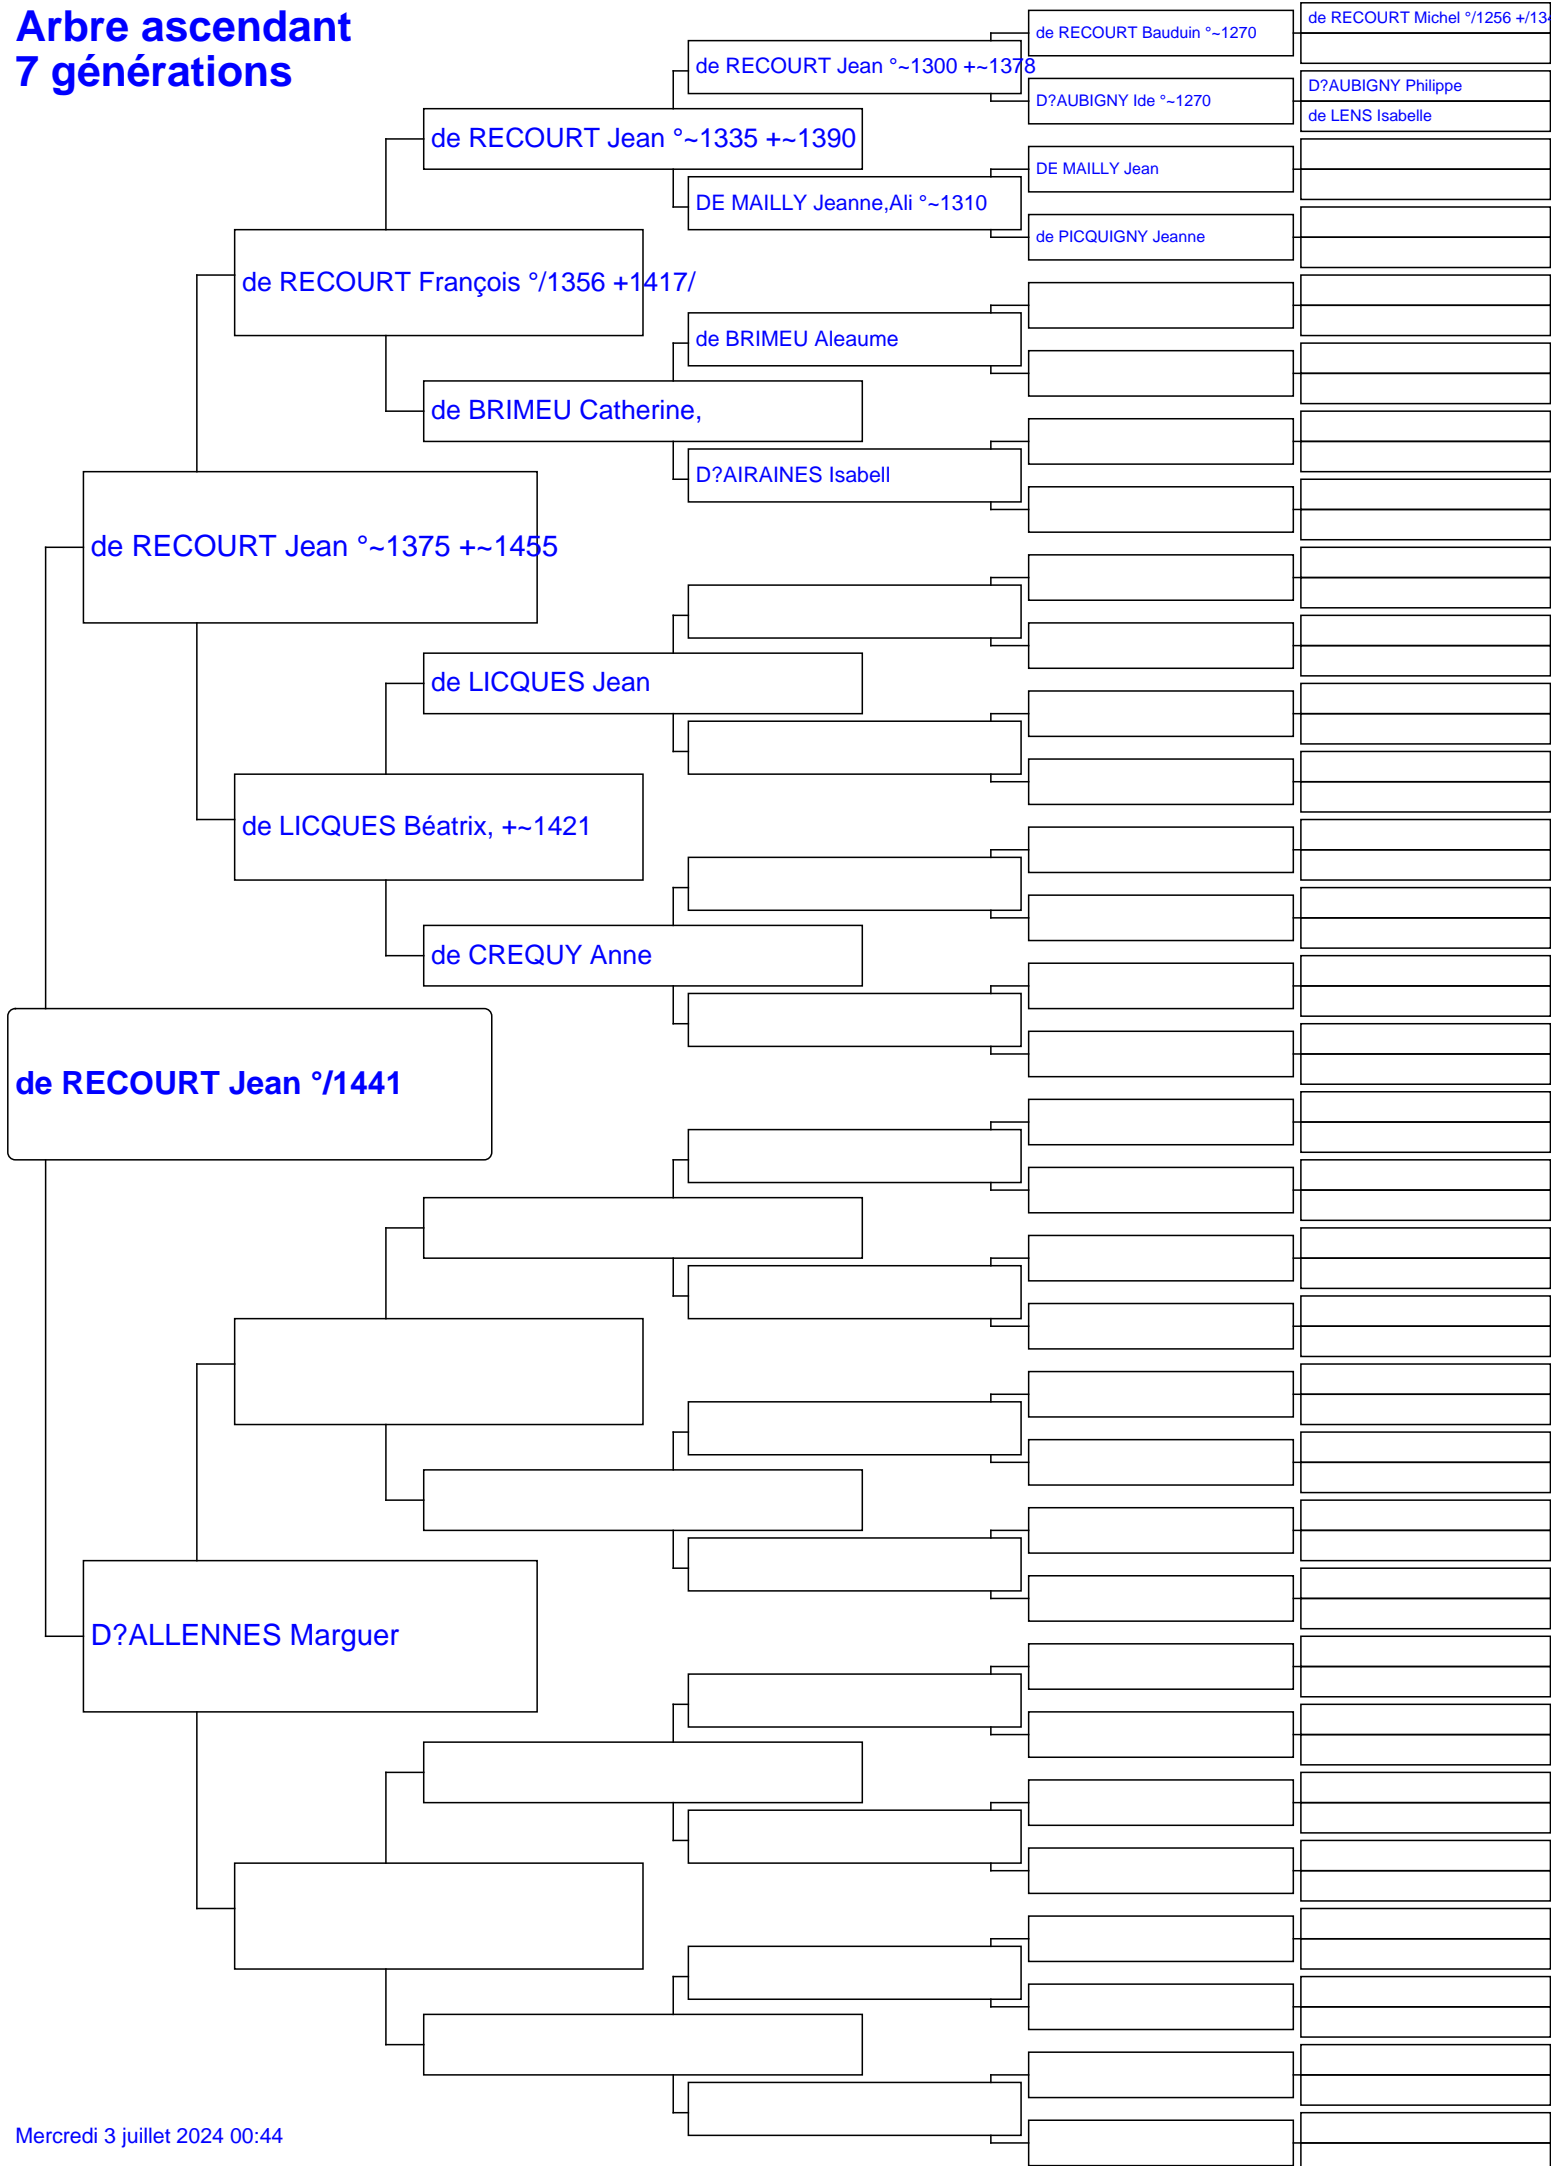 Arbre ascendant
7 générations
de RECOURT Michel °/1256 +/134
de RECOURT Bauduin °~1270
de RECOURT Jean °~1300 +~1378
D?AUBIGNY Philippe
D?AUBIGNY Ide °~1270
de LENS Isabelle
de RECOURT Jean °~1335 +~1390
DE MAILLY Jean
DE MAILLY Jeanne,Ali °~1310
de PICQUIGNY Jeanne
de RECOURT François °/1356 +1417/
de BRIMEU Aleaume
de BRIMEU Catherine,
D?AIRAINES Isabell
de RECOURT Jean °~1375 +~1455
de LICQUES Jean
de LICQUES Béatrix, +~1421
de CREQUY Anne
de RECOURT Jean °/1441
D?ALLENNES Marguer
Mercredi 3 juillet 2024 00:44